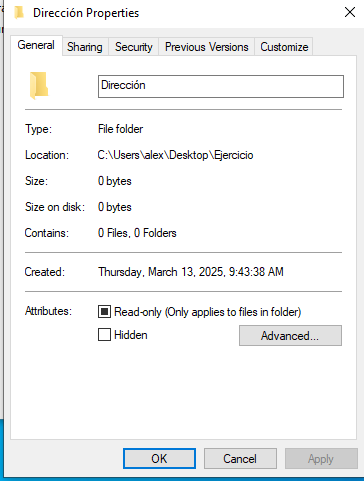 Dirección Properties
General Sharing Security Previous Versions Customize
Dirección
Type: File folder
Location: C:\Users\alex\Desktop\Ejercicio
Size: 0 bytes
Size on disk: 0 bytes
Contains: 0 Files, 0 Folders
Created: Thursday, March 13, 2025, 9:43:38 AM
Attributes: Read-only (Only applies to files in folder)
Hidden Advanced...
OK Cancel Apply